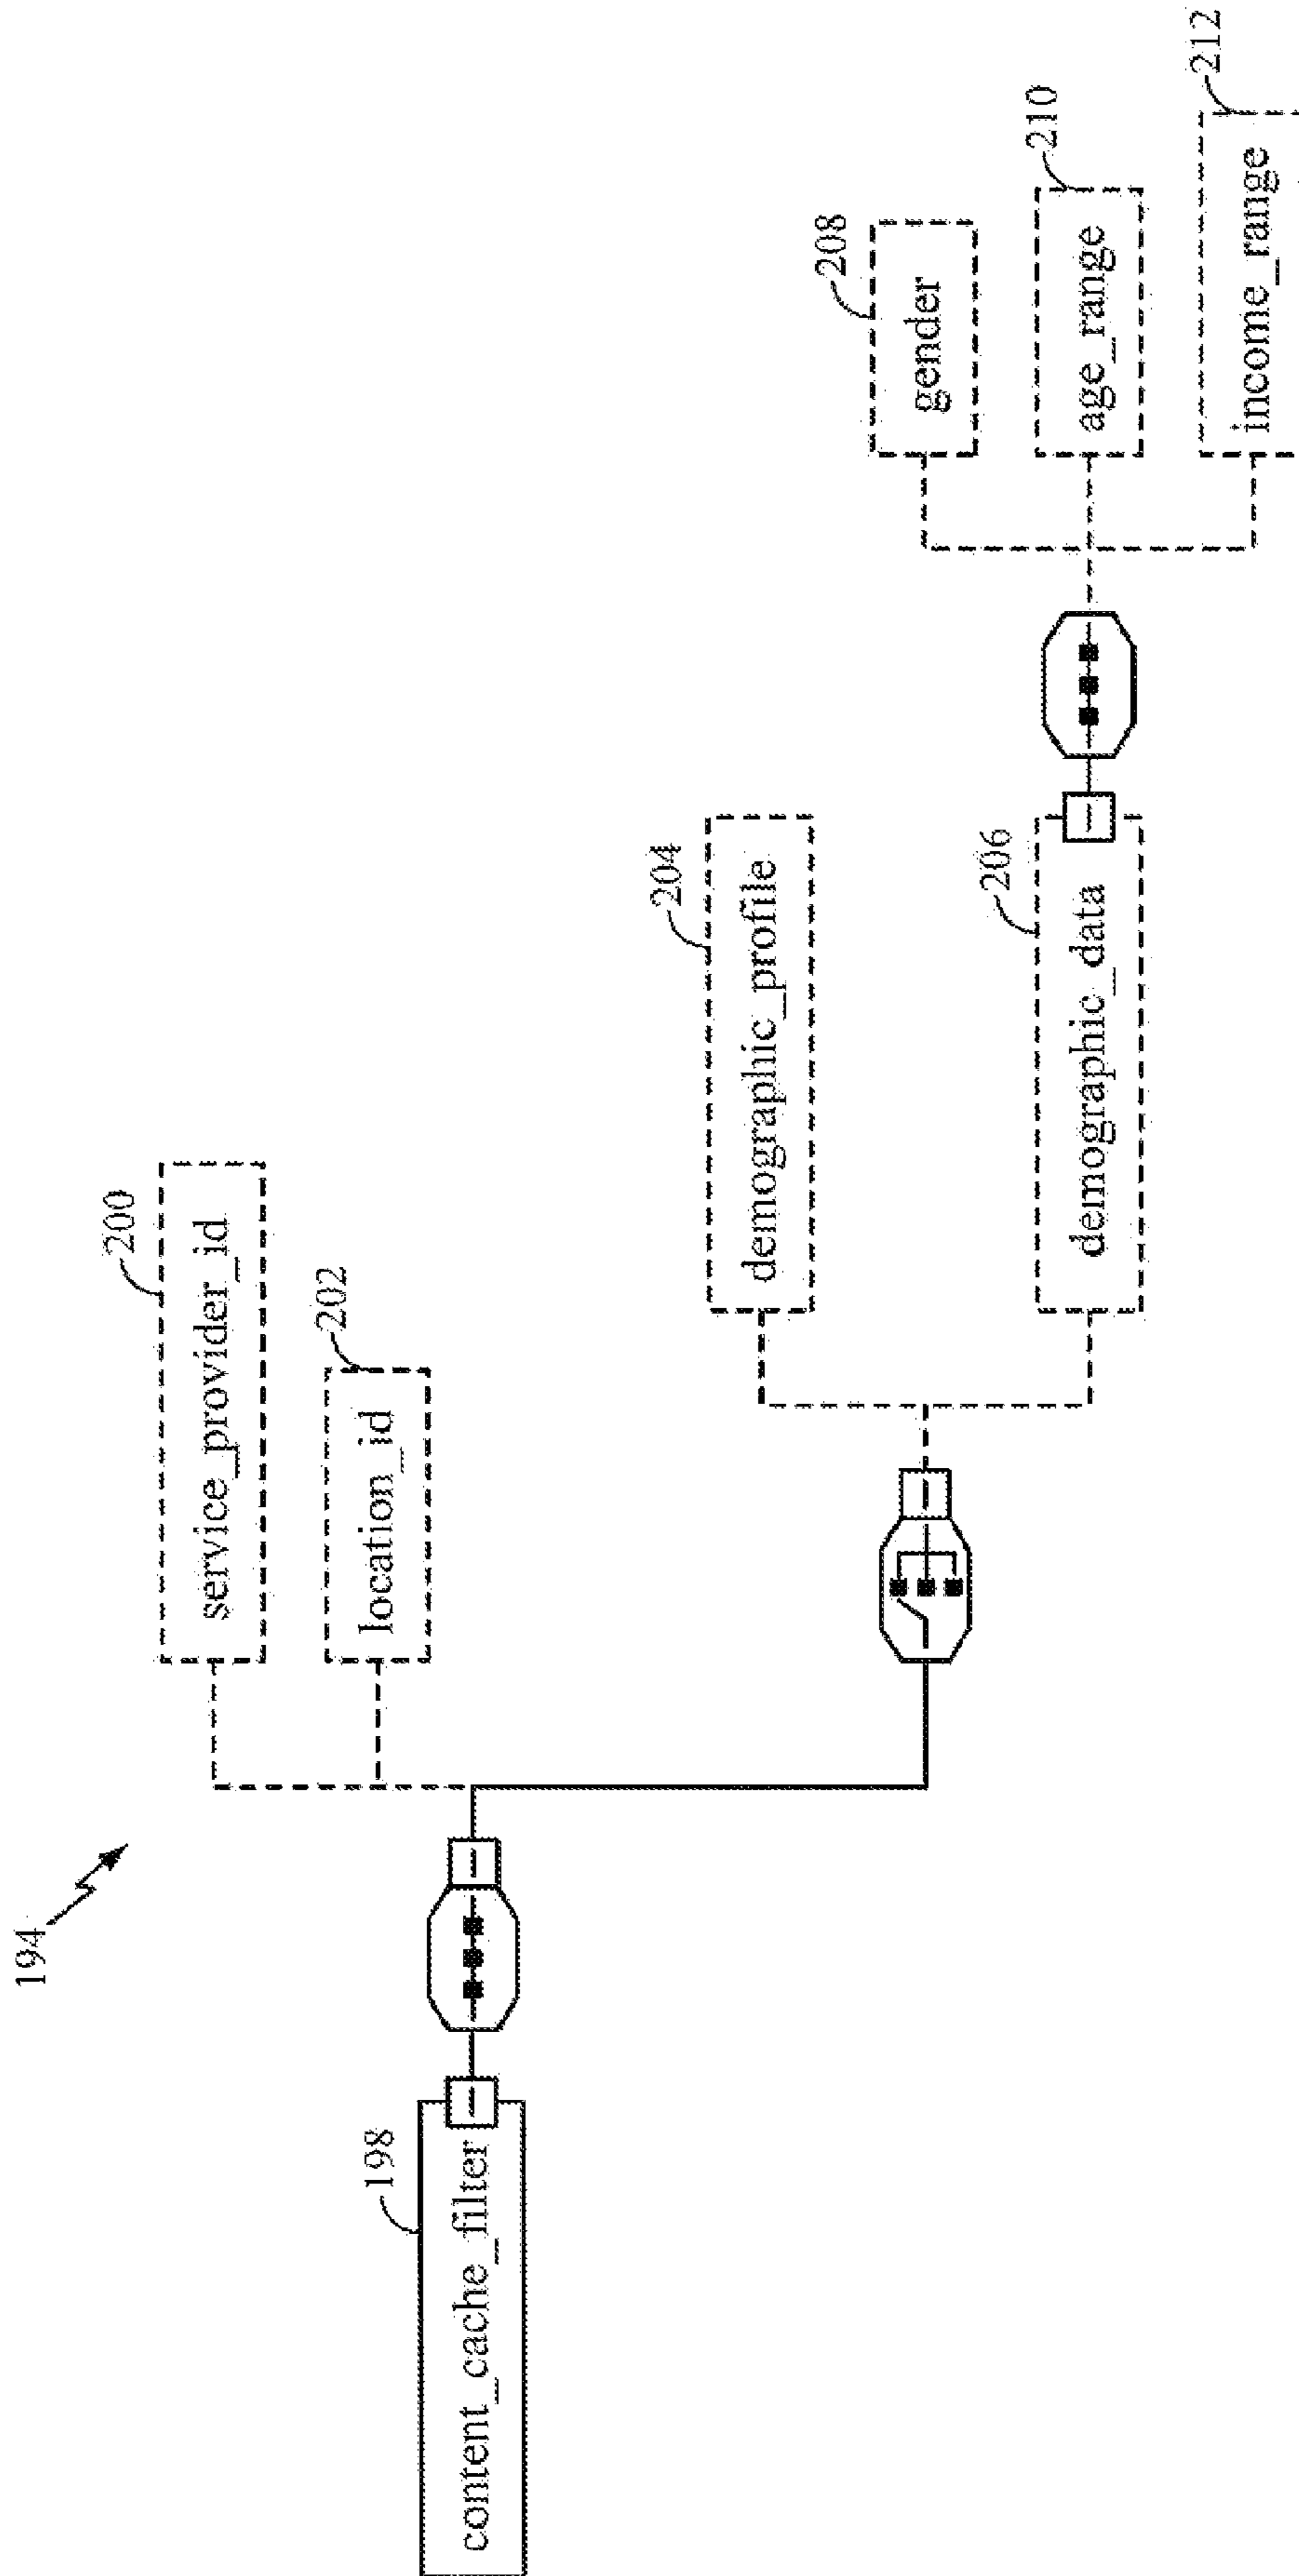 194
198
content_cache_filter
200
service_provider_id
202
location_id
204
demographic_profile
206
demographic_data
208
gender
210
age_range
212
income_range